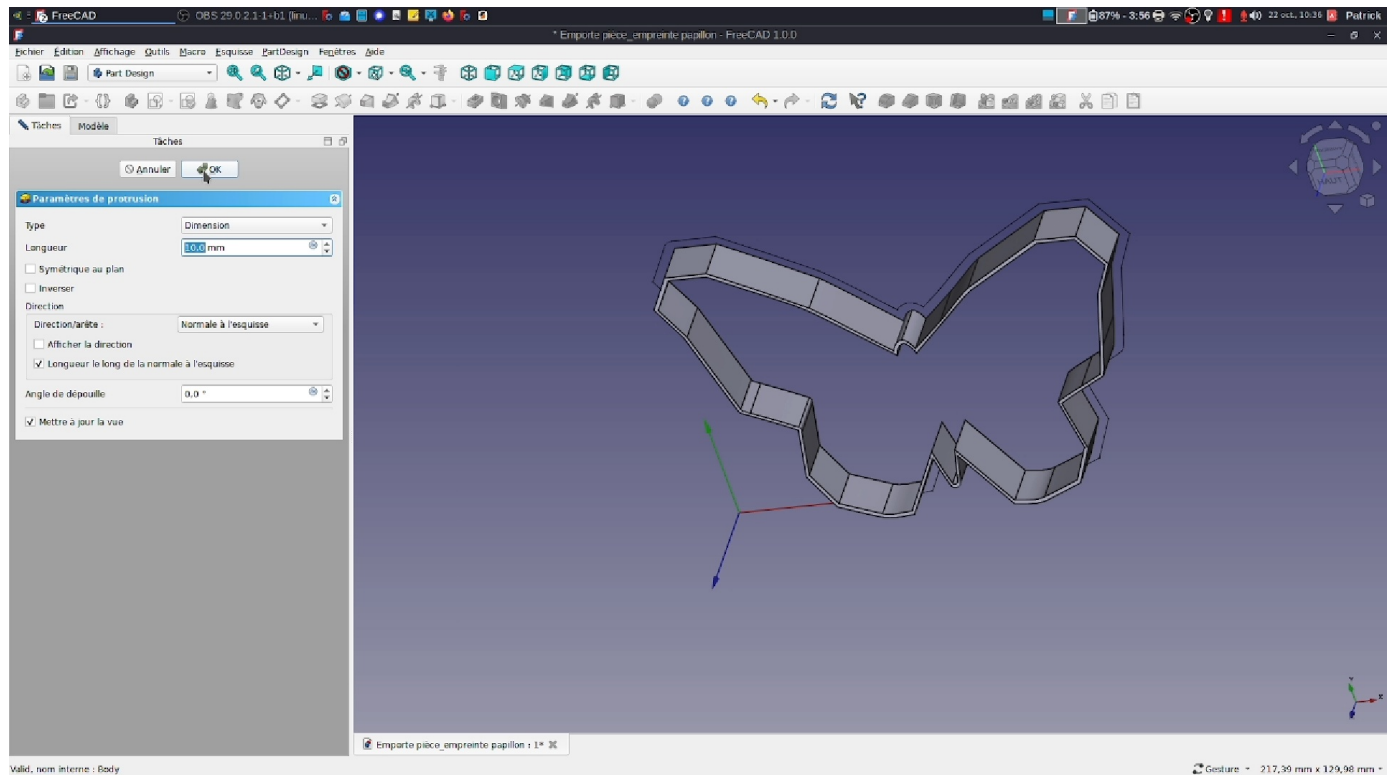 FreeCAD
OBS 29.0.2.1-1+b1 (linu...
87% - 3:56
22 oct., 10:36
Patrick
* Emporte pièce_empreinte papillon - FreeCAD 1.0.0
Fichier Édition Affichage Outils Macro Esquisse PartDesign Fenêtres Aide
Part Design
Tâches Modèle
Tâches
Annuler OK
Paramètres de protrusion
Type Dimension
Longueur 10,0 mm
Symétrique au plan
Inverser
Direction
Direction/arête : Normale à l'esquisse
Afficher la direction
Longueur le long de la normale à l'esquisse
Angle de dépouille 0,0 °
Mettre à jour la vue
Y
X
Emporte pièce_empreinte papillon : 1*
Valid, nom interne : Body
Gesture 217,39 mm x 129,98 mm